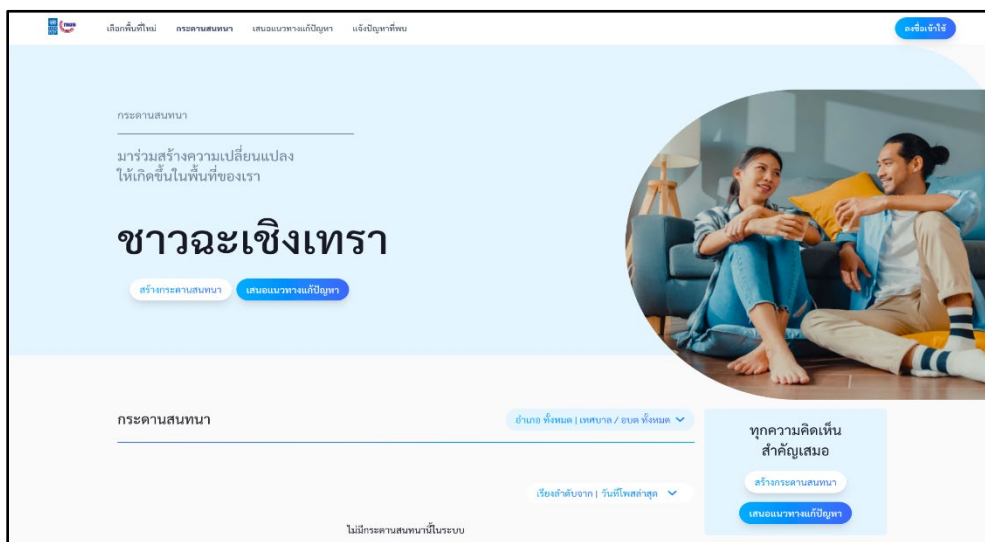 เลือกพื้นที่ใหม่ กระดานสนทนา เสนอแนวทางแก้ปัญหา แจ้งปัญหาที่พบ ลงชื่อเข้าใช้
กระดานสนทนา
มาร่วมสร้างความเปลี่ยนแปลง
ให้เกิดขึ้นในพื้นที่ของเรา
ชาวฉะเชิงเทรา
สร้างกระดานสนทนา เสนอแนวทางแก้ปัญหา
กระดานสนทนา
อำเภอ ทั้งหมด | เทศบาล / อบต ทั้งหมด
ทุกความคิดเห็น
สำคัญเสมอ
สร้างกระดานสนทนา
เสนอแนวทางแก้ปัญหา
เรียงลำดับจาก | วันที่โพสล่าสุด
ไม่มีกระดานสนทนานี้ในระบบ